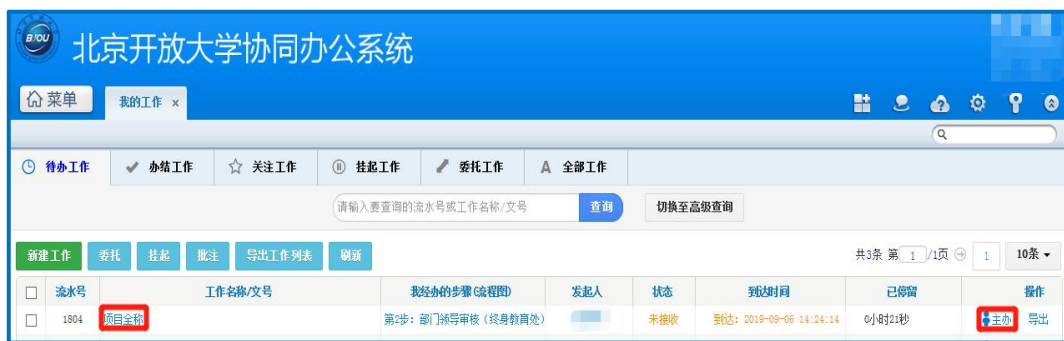 BJOU 北京开放大学协同办公系统
菜单 我的工作 x
待办工作 办结工作 关注工作 挂起工作 委托工作 A 全部工作
请输入要查询的流水号或工作名称/文号 查询 切换至高级查询
新建工作 委托 挂起 批注 导出工作列表 刷新 共3条 第 1 /1页 1 10条
流水号 工作名称/文号 我经办的步骤(流程图) 发起人 状态 到达时间 已停留 操作
1804 项目全称 第2步：部门领导审核（终身教育处） 未接收 到达：2019-09-06 14:24:14 0小时21秒 主办 导出